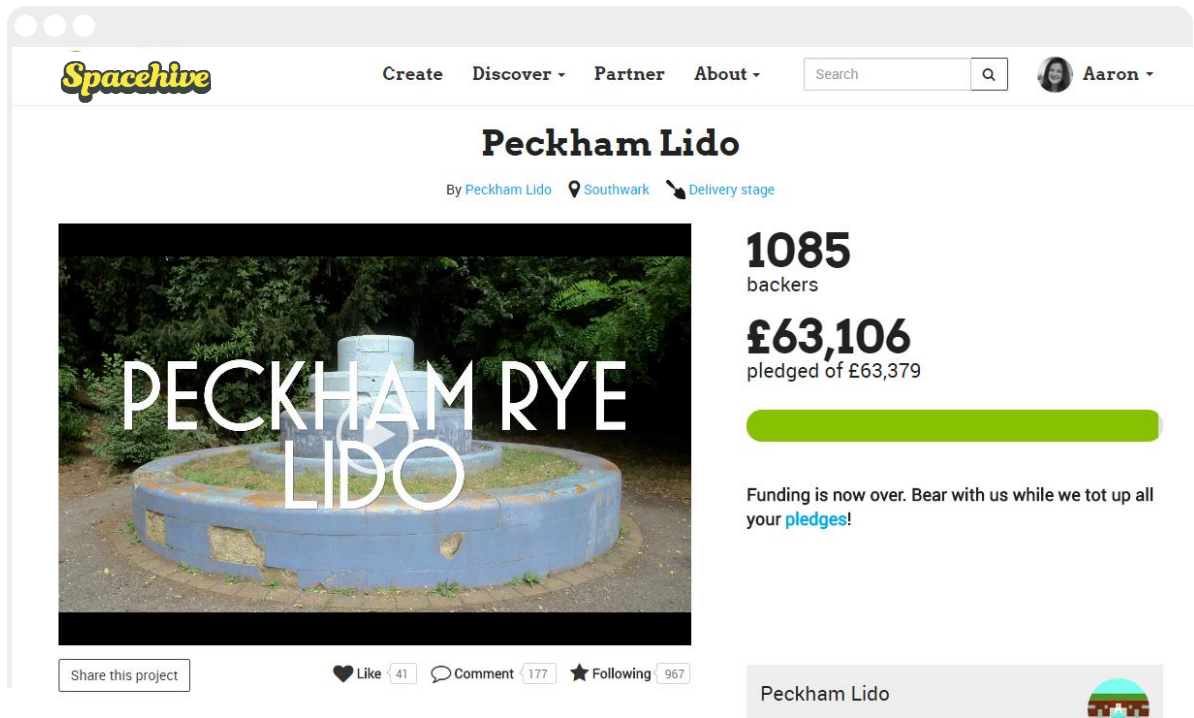 Spacehive
Create Discover Partner About Search Aaron
Peckham Lido
By Peckham Lido Southwark Delivery stage
PECKHAM RYE
LIDO
1085
backers
£63,106
pledged of £63,379
Funding is now over. Bear with us while we tot up all
your pledges!
Share this project Like 41 Comment 177 Following 967
Peckham Lido